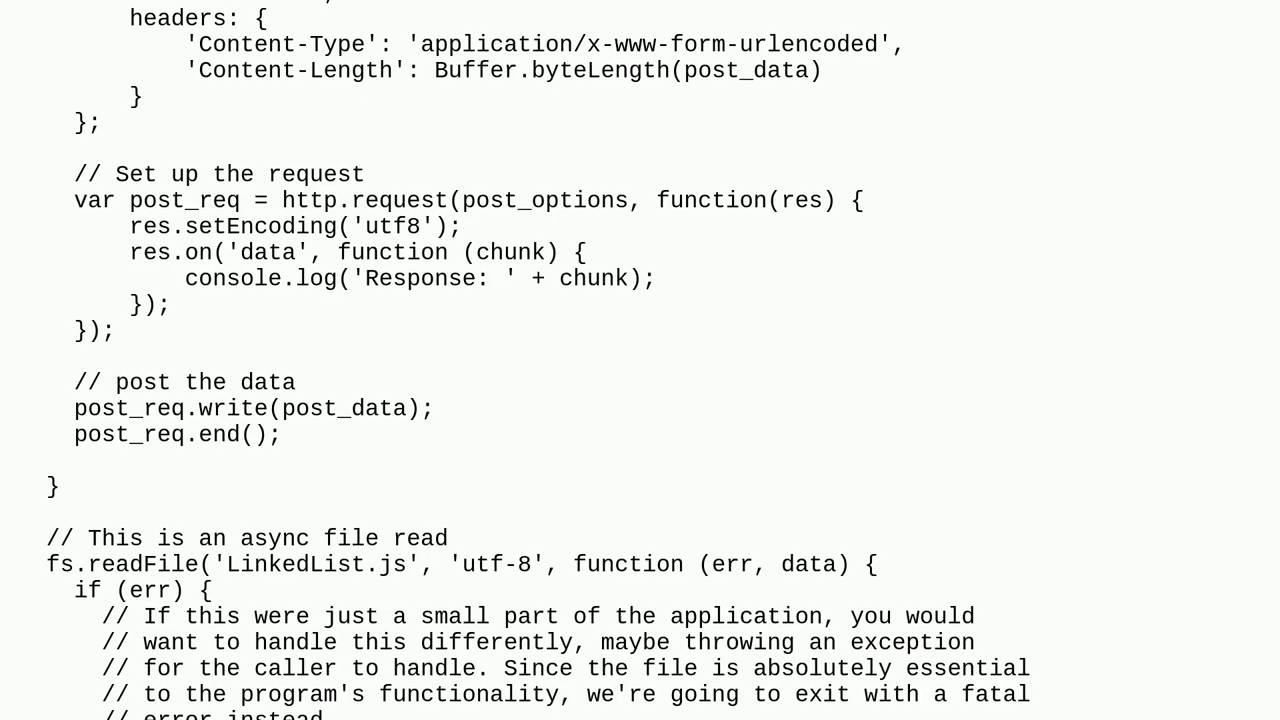 headers: {
'Content-Type': 'application/x-www-form-urlencoded',
'Content-Length': Buffer.byteLength(post_data)
}
};
// Set up the request
var post_req = http.request(post_options, function(res) {
res.setEncoding('utf8');
res.on('data', function (chunk) {
console.log('Response: ' + chunk);
});
});
// post the data
post_req.write(post_data);
post_req.end();
}
// This is an async file read
fs.readFile('LinkedList.js', 'utf-8', function (err, data) {
if (err) {
// If this were just a small part of the application, you would
// want to handle this differently, maybe throwing an exception
// for the caller to handle. Since the file is absolutely essential
// to the program's functionality, we're going to exit with a fatal
// error instead